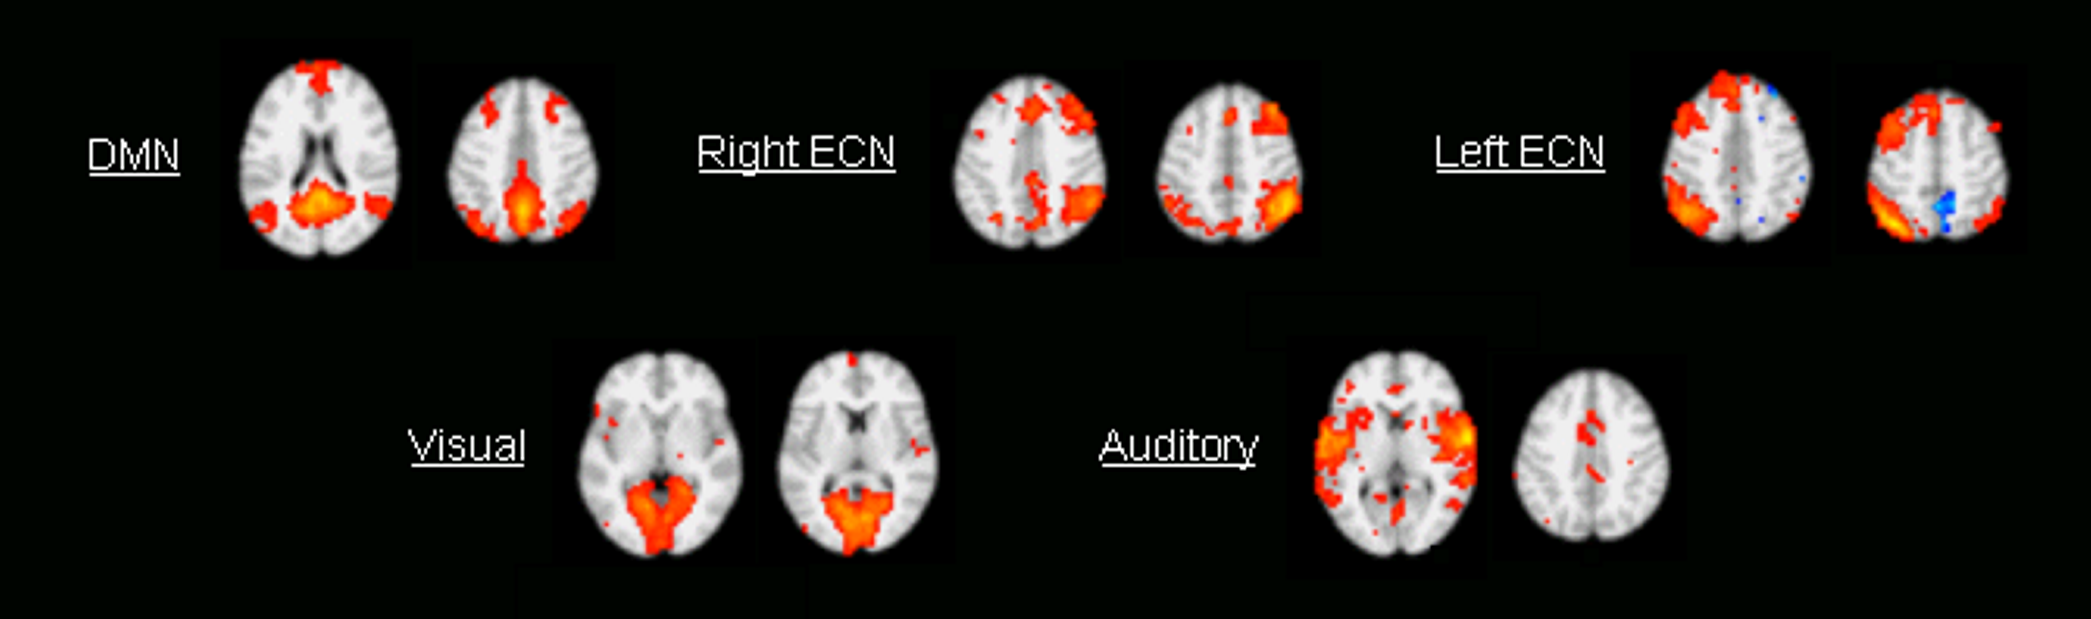 DMN
Right ECN
Left ECN
Visual
Auditory